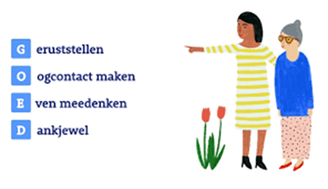 G eruststellen
O ogcontact maken
E ven meedenken
D ankjewel